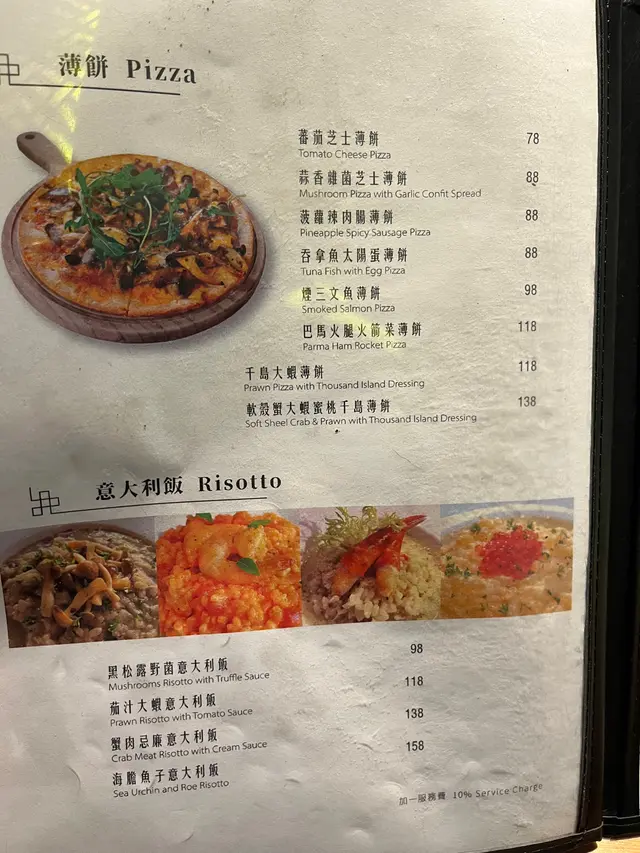 薄餅 Pizza
蕃茄芝士薄餅 78
Tomato Cheese Pizza
蒜香雜菌芝士薄餅 88
Mushroom Pizza with Garlic Confit Spread
菠蘿辣肉腸薄餅 88
Pineapple Spicy Sausage Pizza
吞拿魚太陽蛋薄餅 88
Tuna Fish with Egg Pizza
煙三文魚薄餅 98
Smoked Salmon Pizza
巴馬火腿火箭菜薄餅 118
Parma Ham Rocket Pizza
千島大蝦薄餅 118
Prawn Pizza with Thousand Island Dressing
軟殼蟹大蝦蜜桃千島薄餅 138
Soft Sheel Crab & Prawn with Thousand Island Dressing
意大利飯 Risotto
黑松露野菌意大利飯 98
Mushrooms Risotto with Truffle Sauce
茄汁大蝦意大利飯 118
Prawn Risotto with Tomato Sauce
蟹肉忌廉意大利飯 138
Crab Meat Risotto with Cream Sauce
海膽魚子意大利飯 158
Sea Urchin and Roe Risotto
加一服務費 10% Service Charge